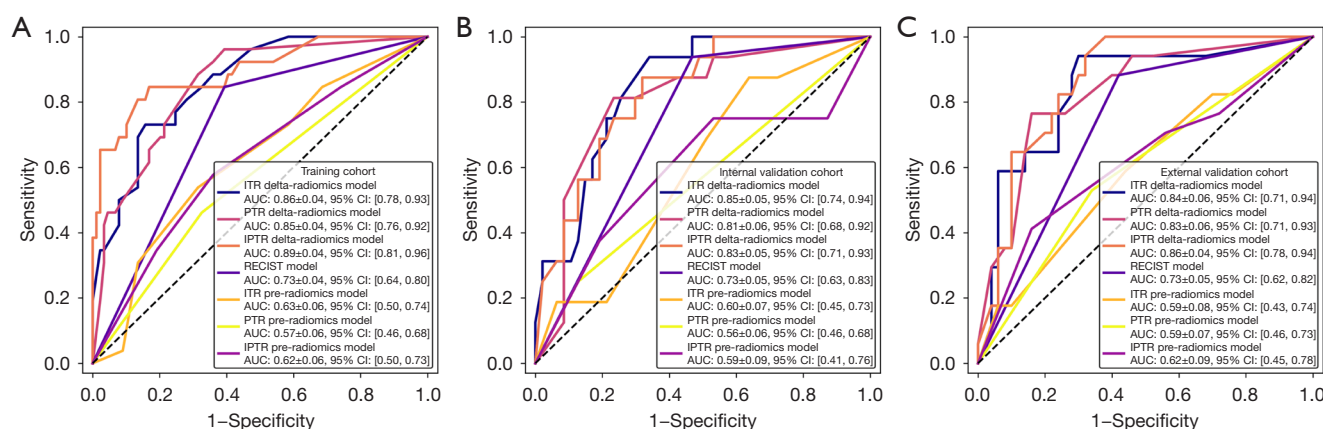 A
Sensitivity
1.0
0.8
0.6
0.4
0.2
0.0
Training cohort
ITR delta-radiomics model
AUC: 0.86±0.04, 95% CI: [0.78, 0.93]
PTR delta-radiomics model
AUC: 0.85±0.04, 95% CI: [0.76, 0.92]
IPTR delta-radiomics model
AUC: 0.89±0.04, 95% CI: [0.81, 0.96]
RECIST model
AUC: 0.73±0.04, 95% CI: [0.64, 0.80]
ITR pre-radiomics model
AUC: 0.63±0.06, 95% CI: [0.50, 0.74]
PTR pre-radiomics model
AUC: 0.57±0.06, 95% CI: [0.46, 0.68]
IPTR pre-radiomics model
AUC: 0.62±0.06, 95% CI: [0.50, 0.73]
0.0 0.2 0.4 0.6 0.8 1.0
1−Specificity
B
Sensitivity
1.0
0.8
0.6
0.4
0.2
0.0
Internal validation cohort
ITR delta-radiomics model
AUC: 0.85±0.05, 95% CI: [0.74, 0.94]
PTR delta-radiomics model
AUC: 0.81±0.06, 95% CI: [0.68, 0.92]
IPTR delta-radiomics model
AUC: 0.83±0.05, 95% CI: [0.71, 0.93]
RECIST model
AUC: 0.73±0.05, 95% CI: [0.63, 0.83]
ITR pre-radiomics model
AUC: 0.60±0.07, 95% CI: [0.45, 0.73]
PTR pre-radiomics model
AUC: 0.56±0.06, 95% CI: [0.46, 0.68]
IPTR pre-radiomics model
AUC: 0.59±0.09, 95% CI: [0.41, 0.76]
0.0 0.2 0.4 0.6 0.8 1.0
1−Specificity
C
Sensitivity
1.0
0.8
0.6
0.4
0.2
0.0
External validation cohort
ITR delta-radiomics model
AUC: 0.84±0.06, 95% CI: [0.71, 0.94]
PTR delta-radiomics model
AUC: 0.83±0.06, 95% CI: [0.71, 0.93]
IPTR delta-radiomics model
AUC: 0.86±0.04, 95% CI: [0.78, 0.94]
RECIST model
AUC: 0.73±0.05, 95% CI: [0.62, 0.82]
ITR pre-radiomics model
AUC: 0.59±0.08, 95% CI: [0.43, 0.74]
PTR pre-radiomics model
AUC: 0.59±0.07, 95% CI: [0.46, 0.73]
IPTR pre-radiomics model
AUC: 0.62±0.09, 95% CI: [0.45, 0.78]
0.0 0.2 0.4 0.6 0.8 1.0
1−Specificity